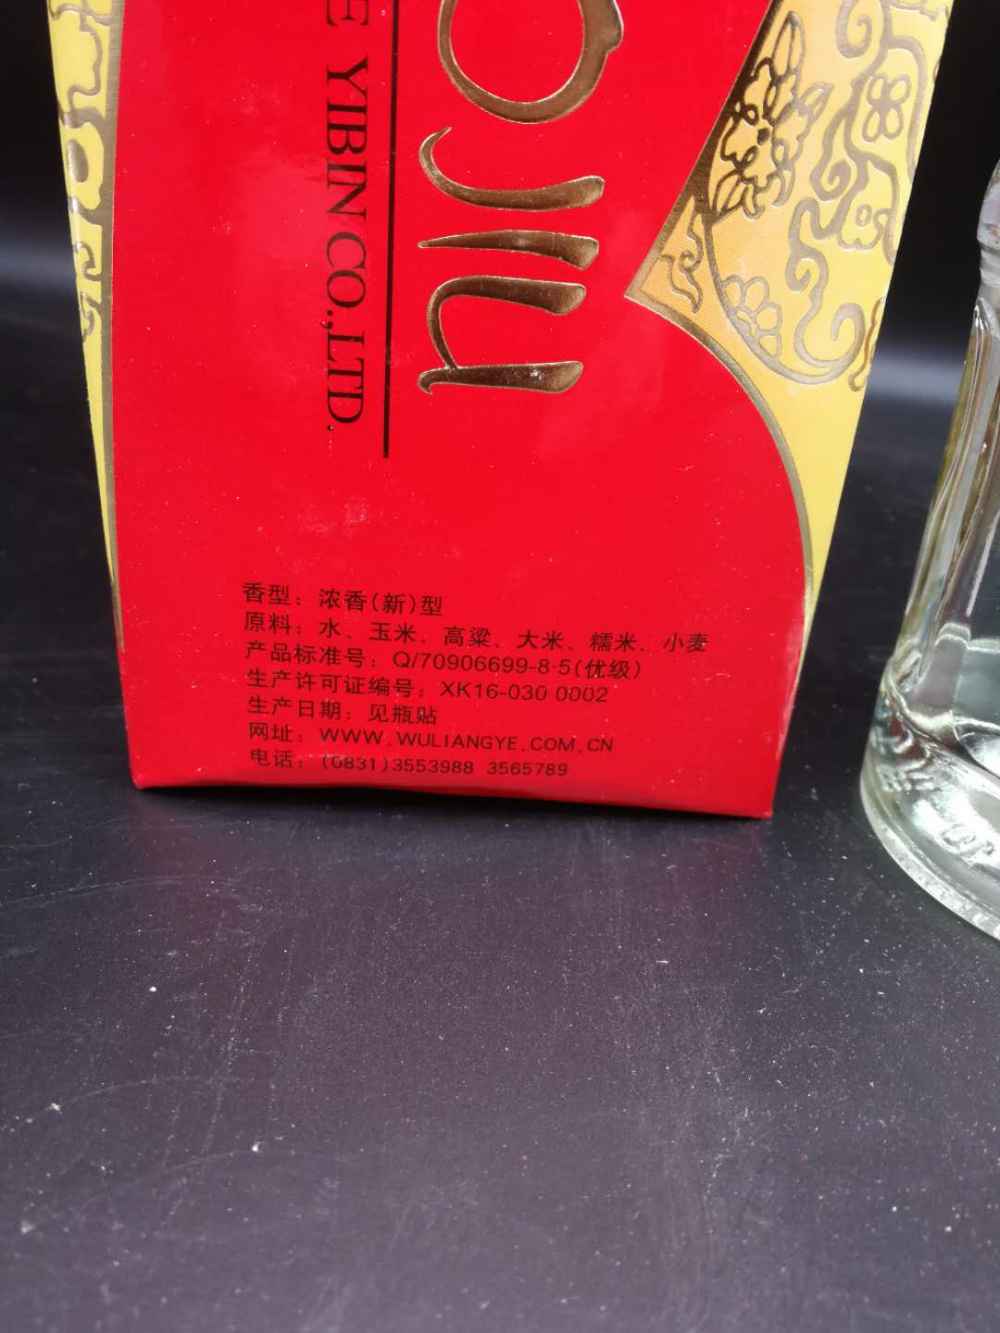 E YIBIN CO.,LTD.
香型：浓香(新)型
原料：水、玉米、高粱、大米、糯米、小麦
产品标准号：Q/70906699-8·5(优级)
生产许可证编号：XK16-030 0002
生产日期：见瓶贴
网址：WWW.WULIANGYE.COM.CN
电话：(0831)3553988 3565789